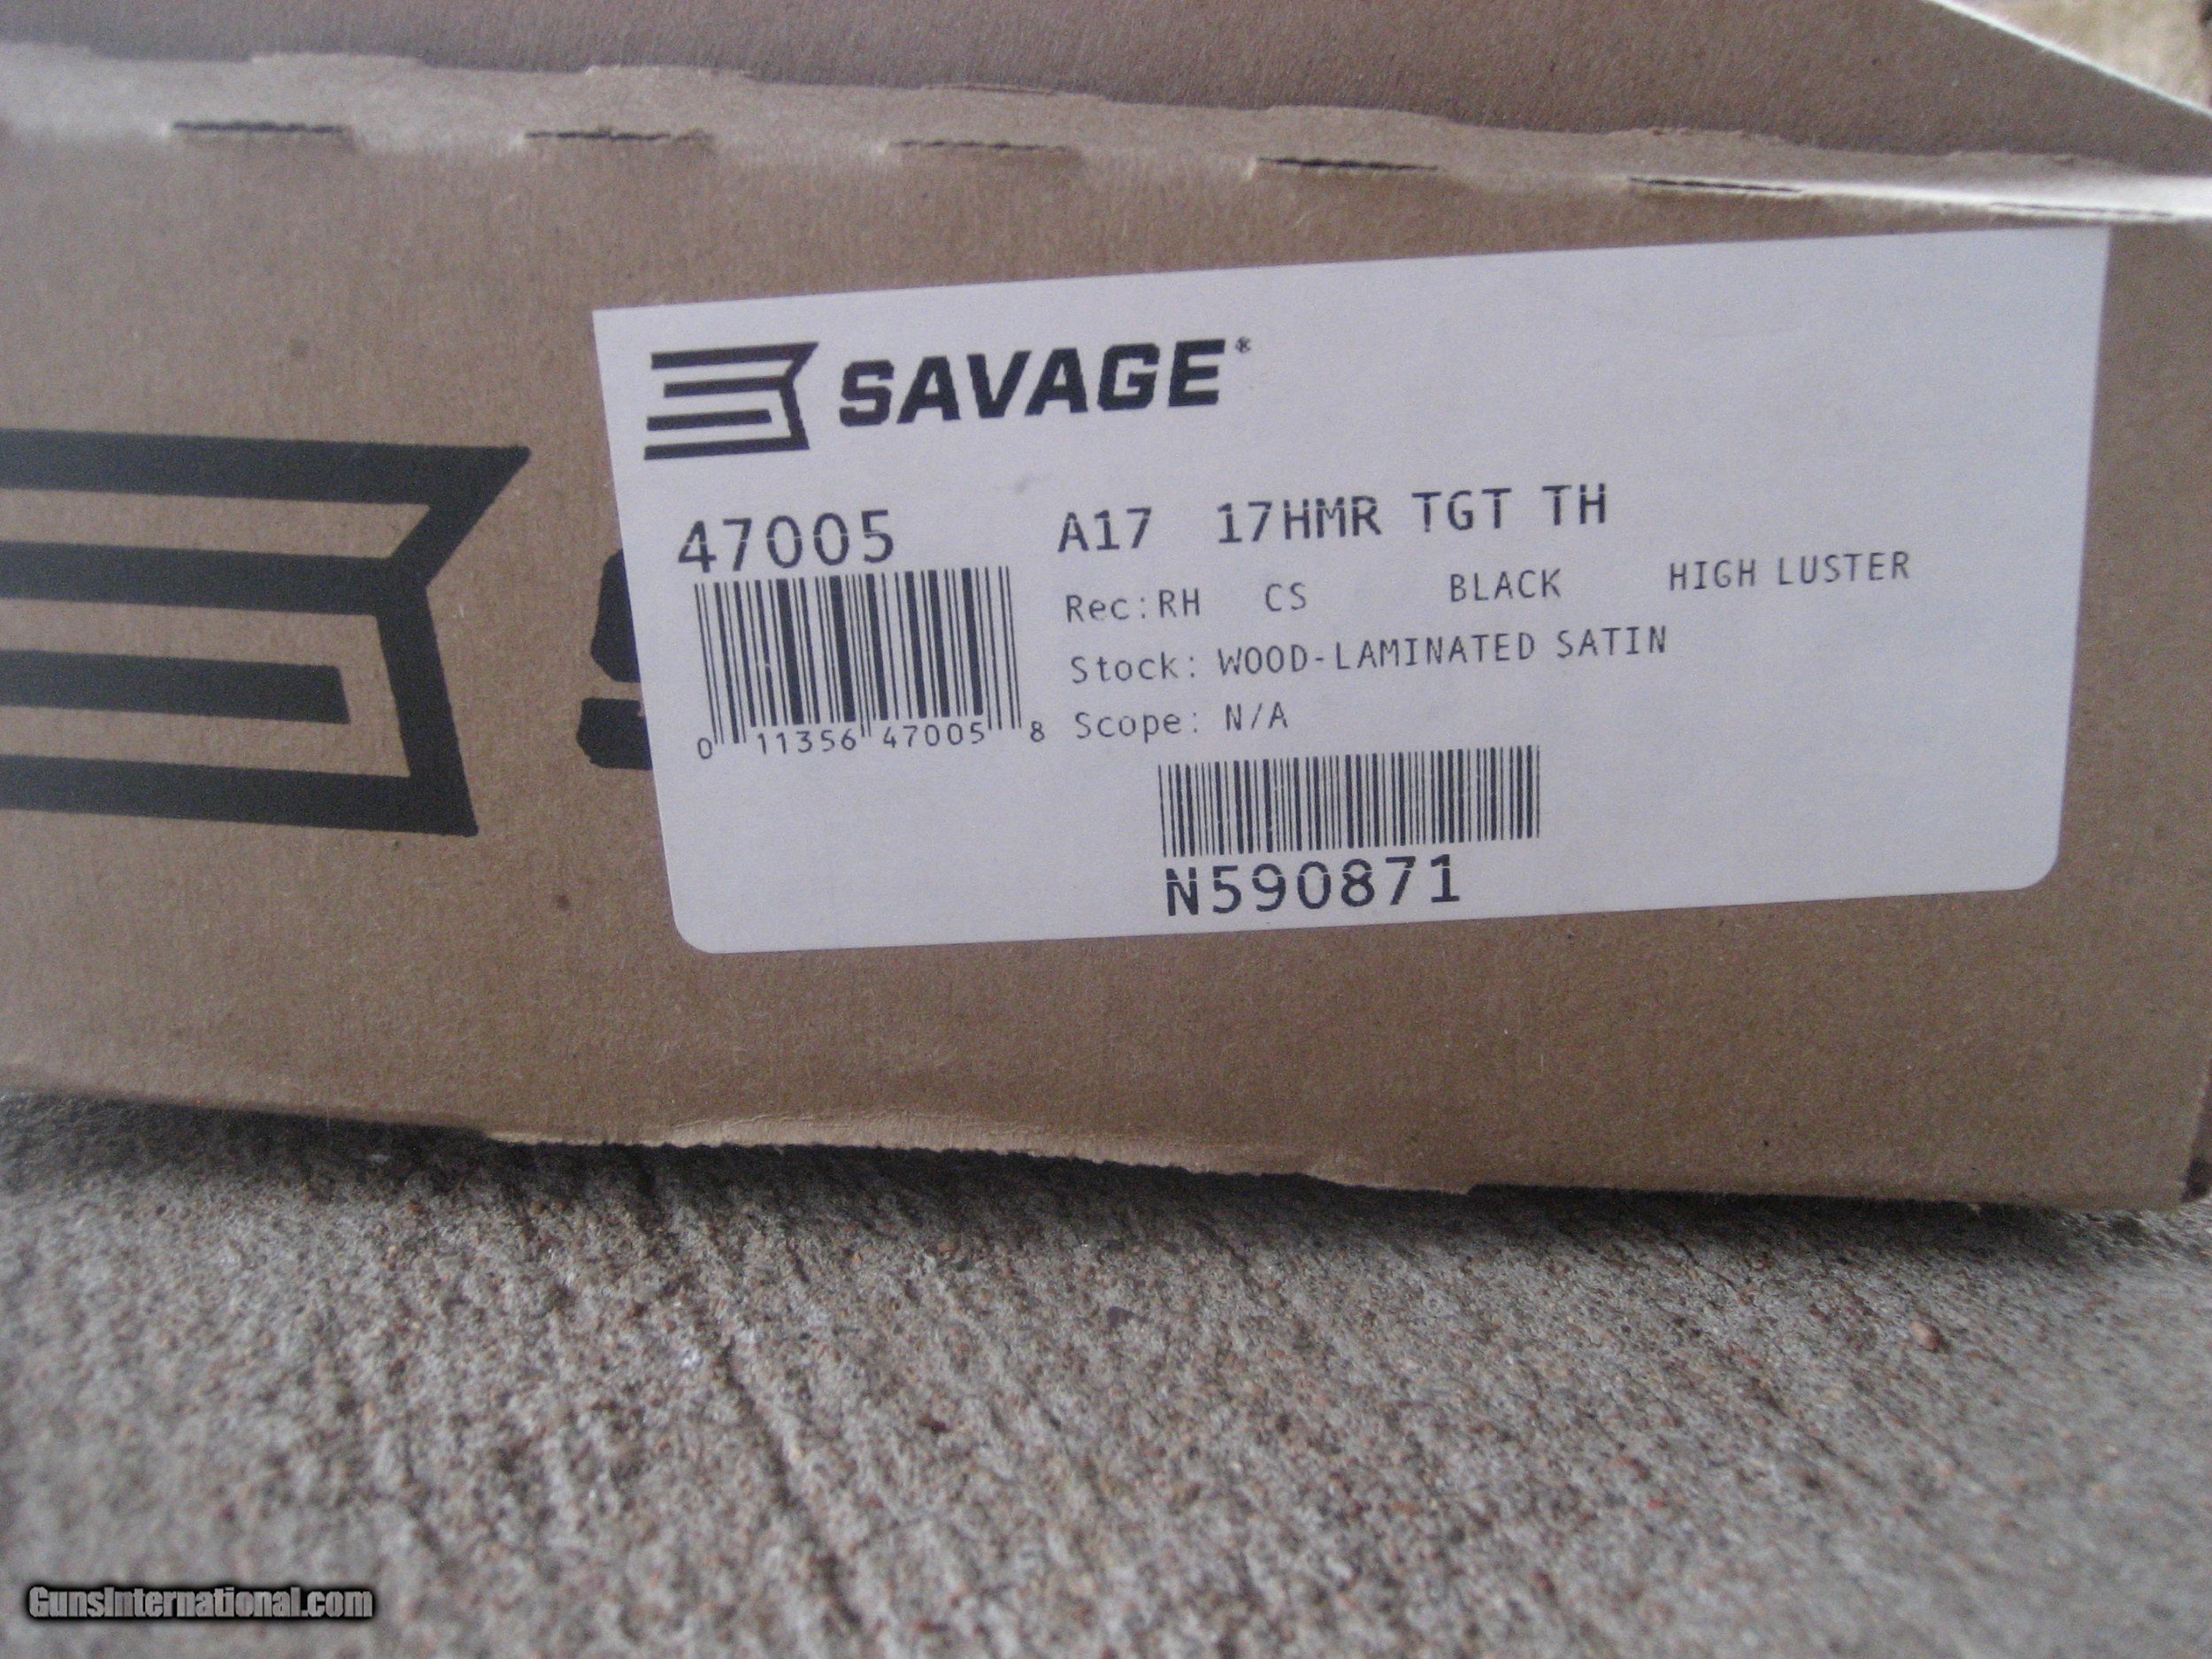 SAVAGE®
47005 A17 17HMR TGT TH
Rec:RH CS BLACK HIGH LUSTER
Stock: WOOD-LAMINATED SATIN
Scope: N/A
0 11356 47005 8
N590871
GunsInternational.com